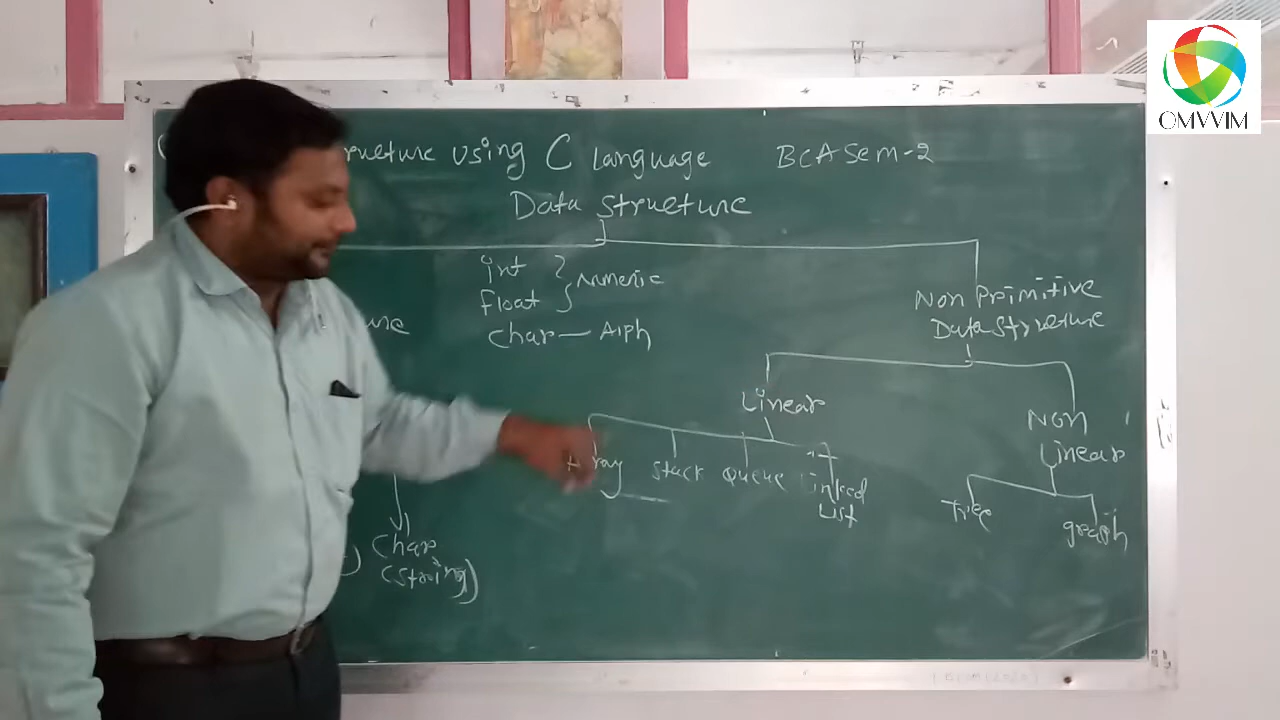 OMVVIM
ructure using C Language BCA Sem-2
Data Structure
int
float
} Numeric
Char — Alph
ure
Non Primitive
Data Structure
Linear
Non
Linear
Array Stack Queue Linked
List
Tree graph
) Char
(String)